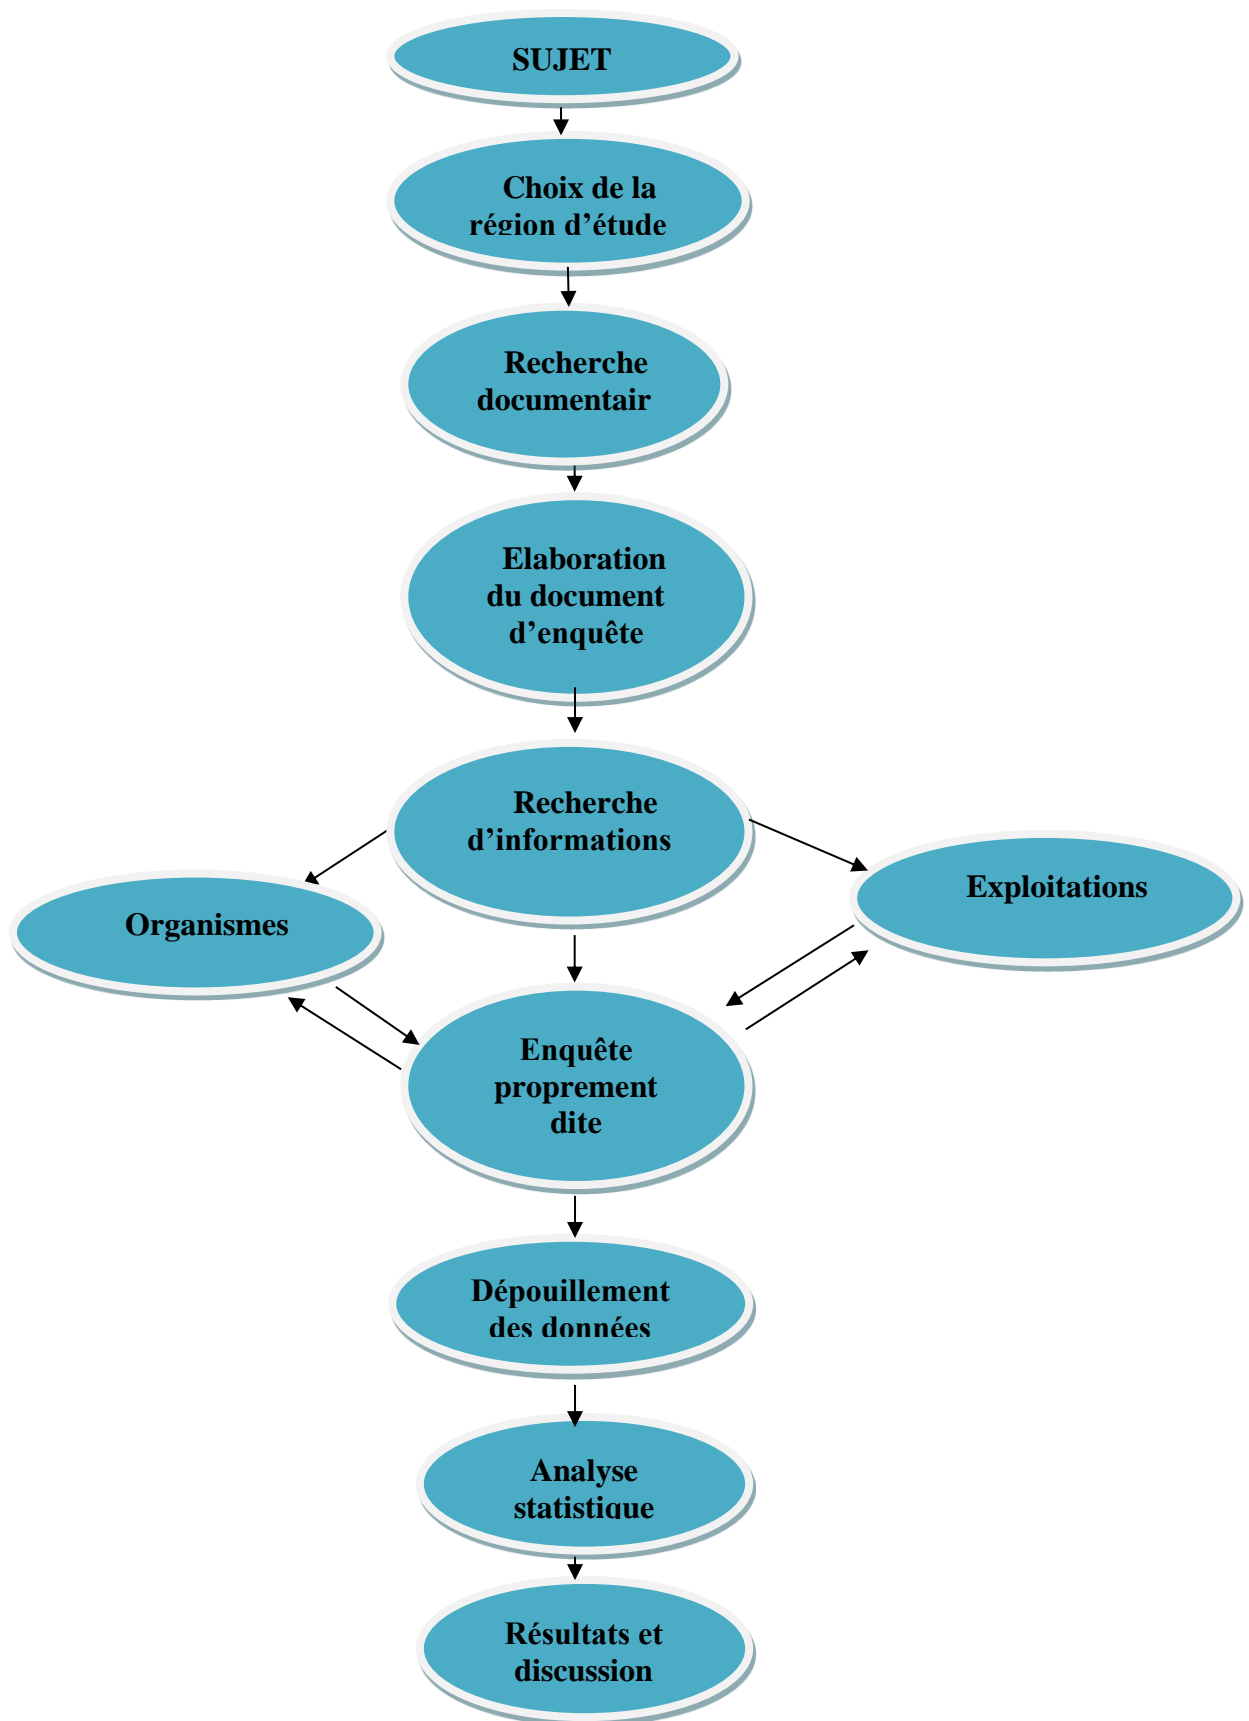 SUJET
Choix de la
région d’étude
Recherche
documentair
Elaboration
du document
d’enquête
Recherche
d’informations
Organismes
Exploitations
Enquête
proprement
dite
Dépouillement
des données
Analyse
statistique
Résultats et
discussion